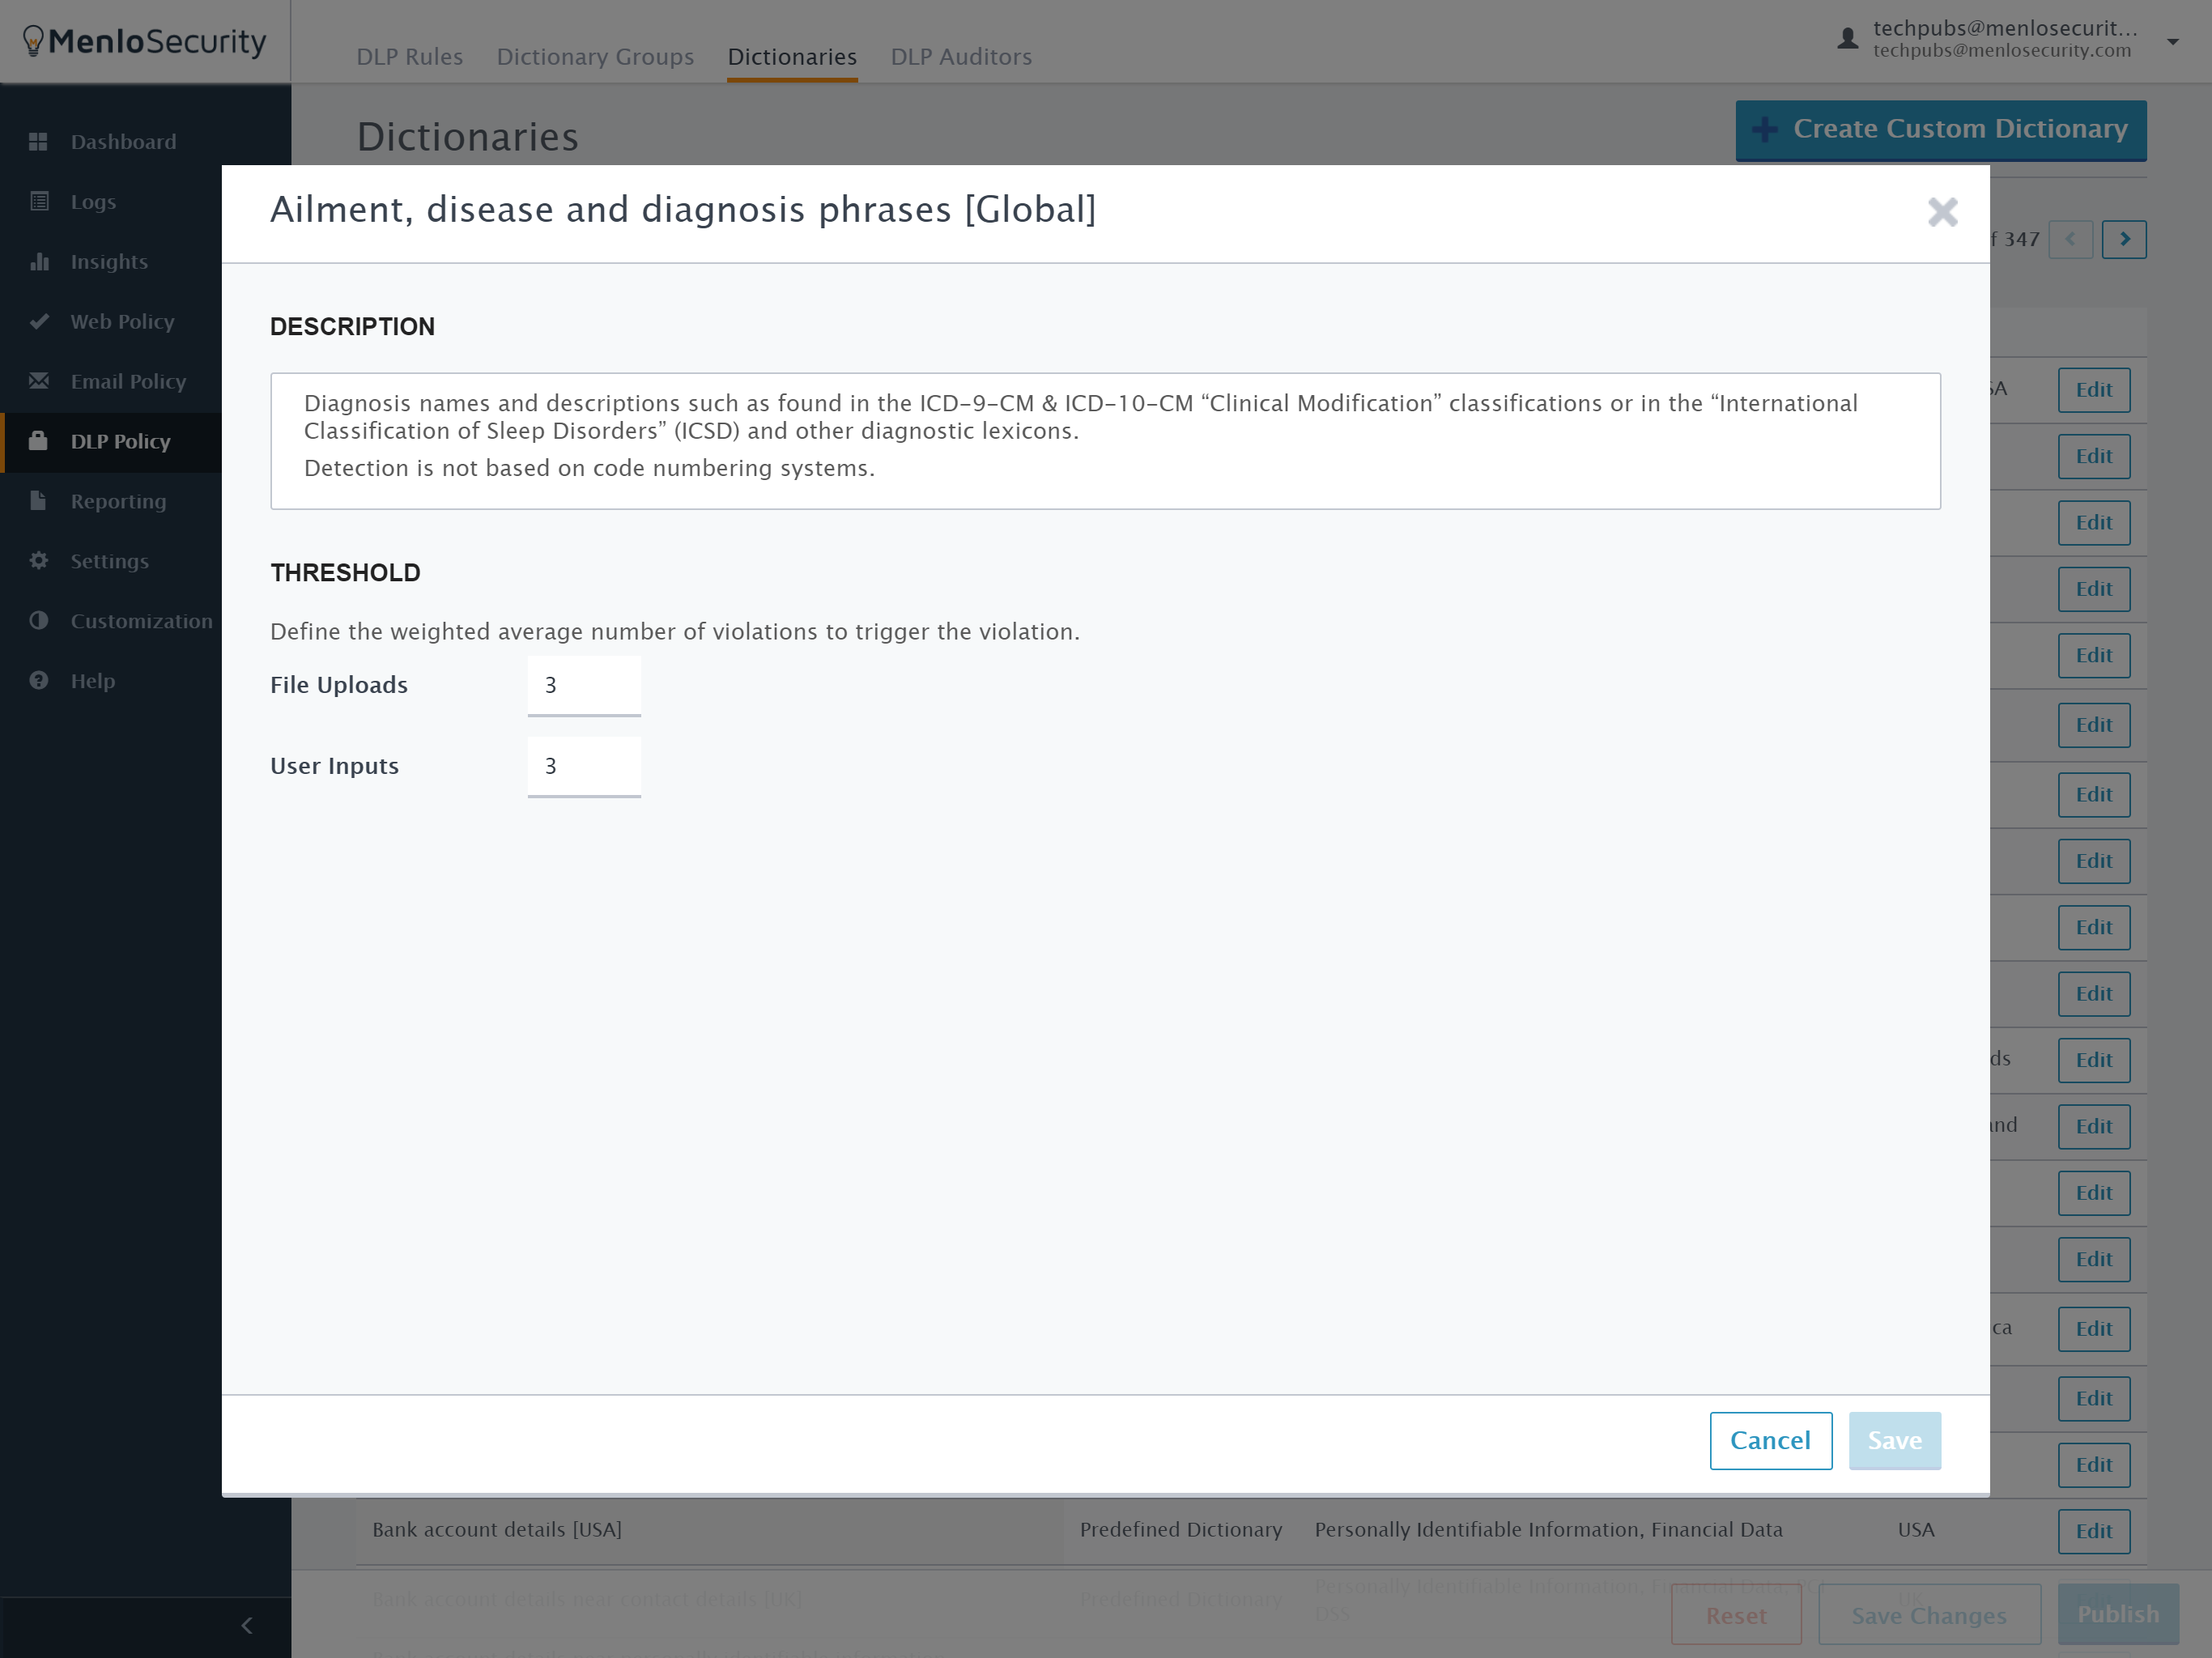 MenloSecurity
DLP Rules
Dictionary Groups
Dictionaries
DLP Auditors
techpubs@menlosecurit...
techpubs@menlosecurity.com
Dashboard
Logs
Insights
Web Policy
Email Policy
DLP Policy
Reporting
Settings
Customization
Help
Dictionaries
Create Custom Dictionary
f 347
Ailment, disease and diagnosis phrases [Global]
DESCRIPTION
Diagnosis names and descriptions such as found in the ICD-9-CM & ICD-10-CM “Clinical Modification” classifications or in the “International
Classification of Sleep Disorders” (ICSD) and other diagnostic lexicons.
Detection is not based on code numbering systems.
THRESHOLD
Define the weighted average number of violations to trigger the violation.
File Uploads 3
User Inputs 3
Cancel
Save
SA Edit
Edit
Edit
Edit
Edit
Edit
Edit
Edit
Edit
Edit
ds Edit
and Edit
Edit
Edit
ca Edit
Edit
Edit
Bank account details [USA] Predefined Dictionary Personally Identifiable Information, Financial Data USA Edit
Bank account details near contact details [UK] Predefined Dictionary Personally Identifiable Information, Financial Data, PCI UK
DSS
Reset
Save Changes
Publish